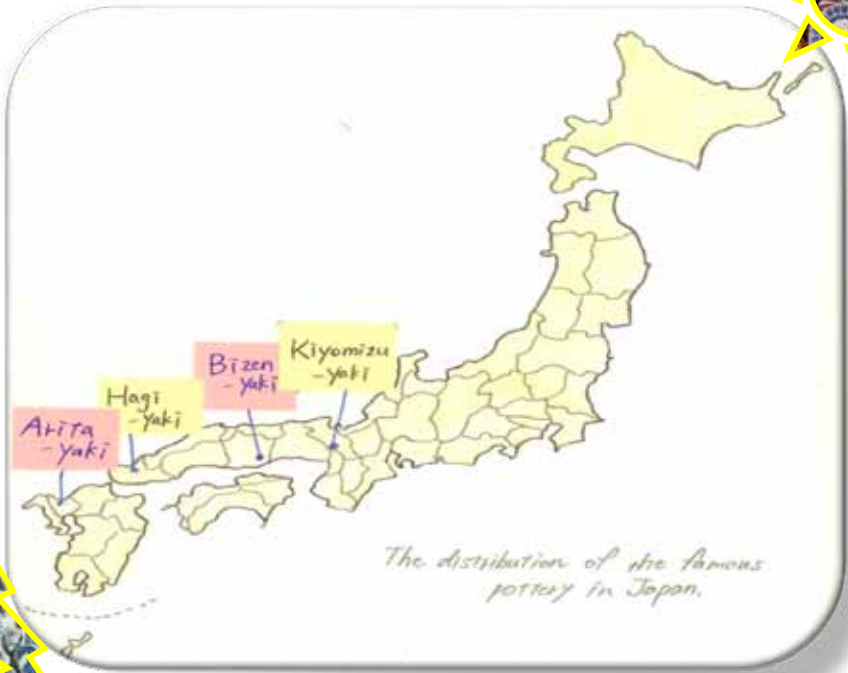 Kiyomizu
-yaki
Bizen
-yaki
Hagi
-yaki
Arita
-yaki
The distribution of the famous
pottery in Japan.